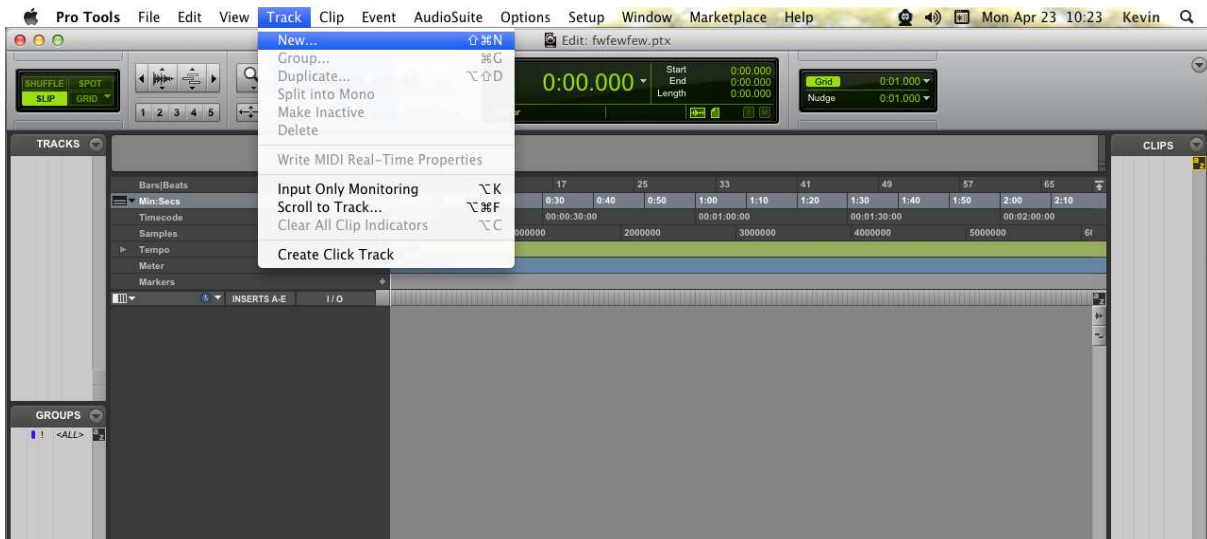 Pro Tools File Edit View Track Clip Event AudioSuite Options Setup Window Marketplace Help Mon Apr 23 10:23 Kevin
Edit: fwfewfew.ptx
New... ⇧⌘N
Group... ⌘G
Duplicate... ⌥⇧D
Split into Mono
Make Inactive
Delete
Write MIDI Real-Time Properties
Input Only Monitoring ⌥K
Scroll to Track... ⌥⌘F
Clear All Clip Indicators ⌥C
Create Click Track
SHUFFLE SPOT
SLIP GRID
1 2 3 4 5
0:00.000
Start 0:00.000
End 0:00.000
Length 0:00.000
Grid 0:01.000
Nudge 0:01.000
TRACKS
CLIPS
Bars|Beats 17 25 33 41 49 57 65
Min:Secs 0:30 0:40 0:50 1:00 1:10 1:20 1:30 1:40 1:50 2:00 2:10
Timecode 00:00:30:00 00:01:00:00 00:01:30:00 00:02:00:00
Samples 2000000 3000000 4000000 5000000
Tempo
Meter
Markers +
INSERTS A-E I / O
GROUPS
! <ALL>